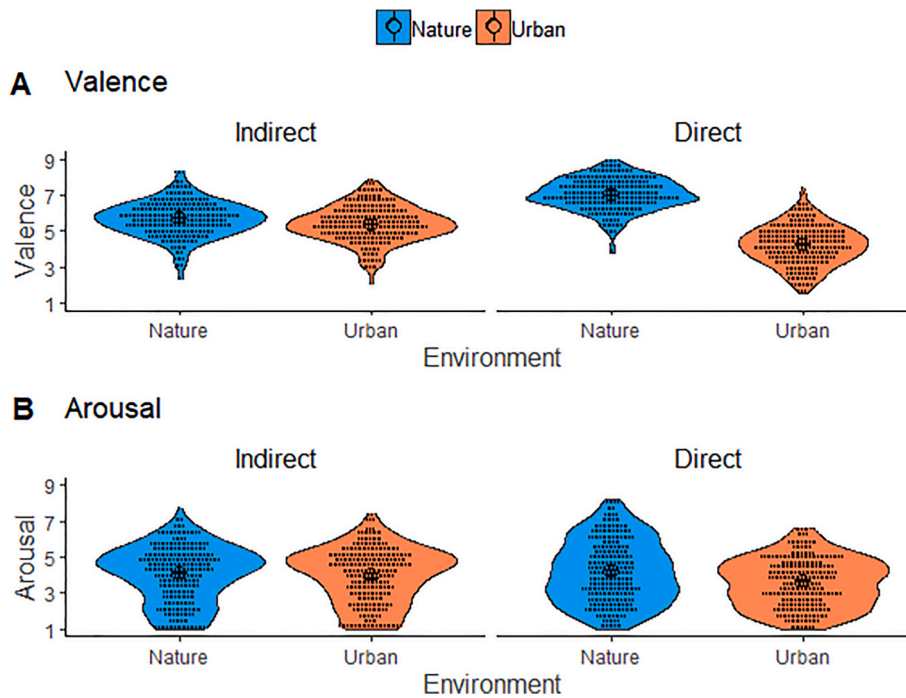 Nature Urban
A Valence
Indirect Direct
9
7
5
3
1
Valence
Nature Urban Nature Urban
Environment
B Arousal
Indirect Direct
9
7
5
3
1
Arousal
Nature Urban Nature Urban
Environment